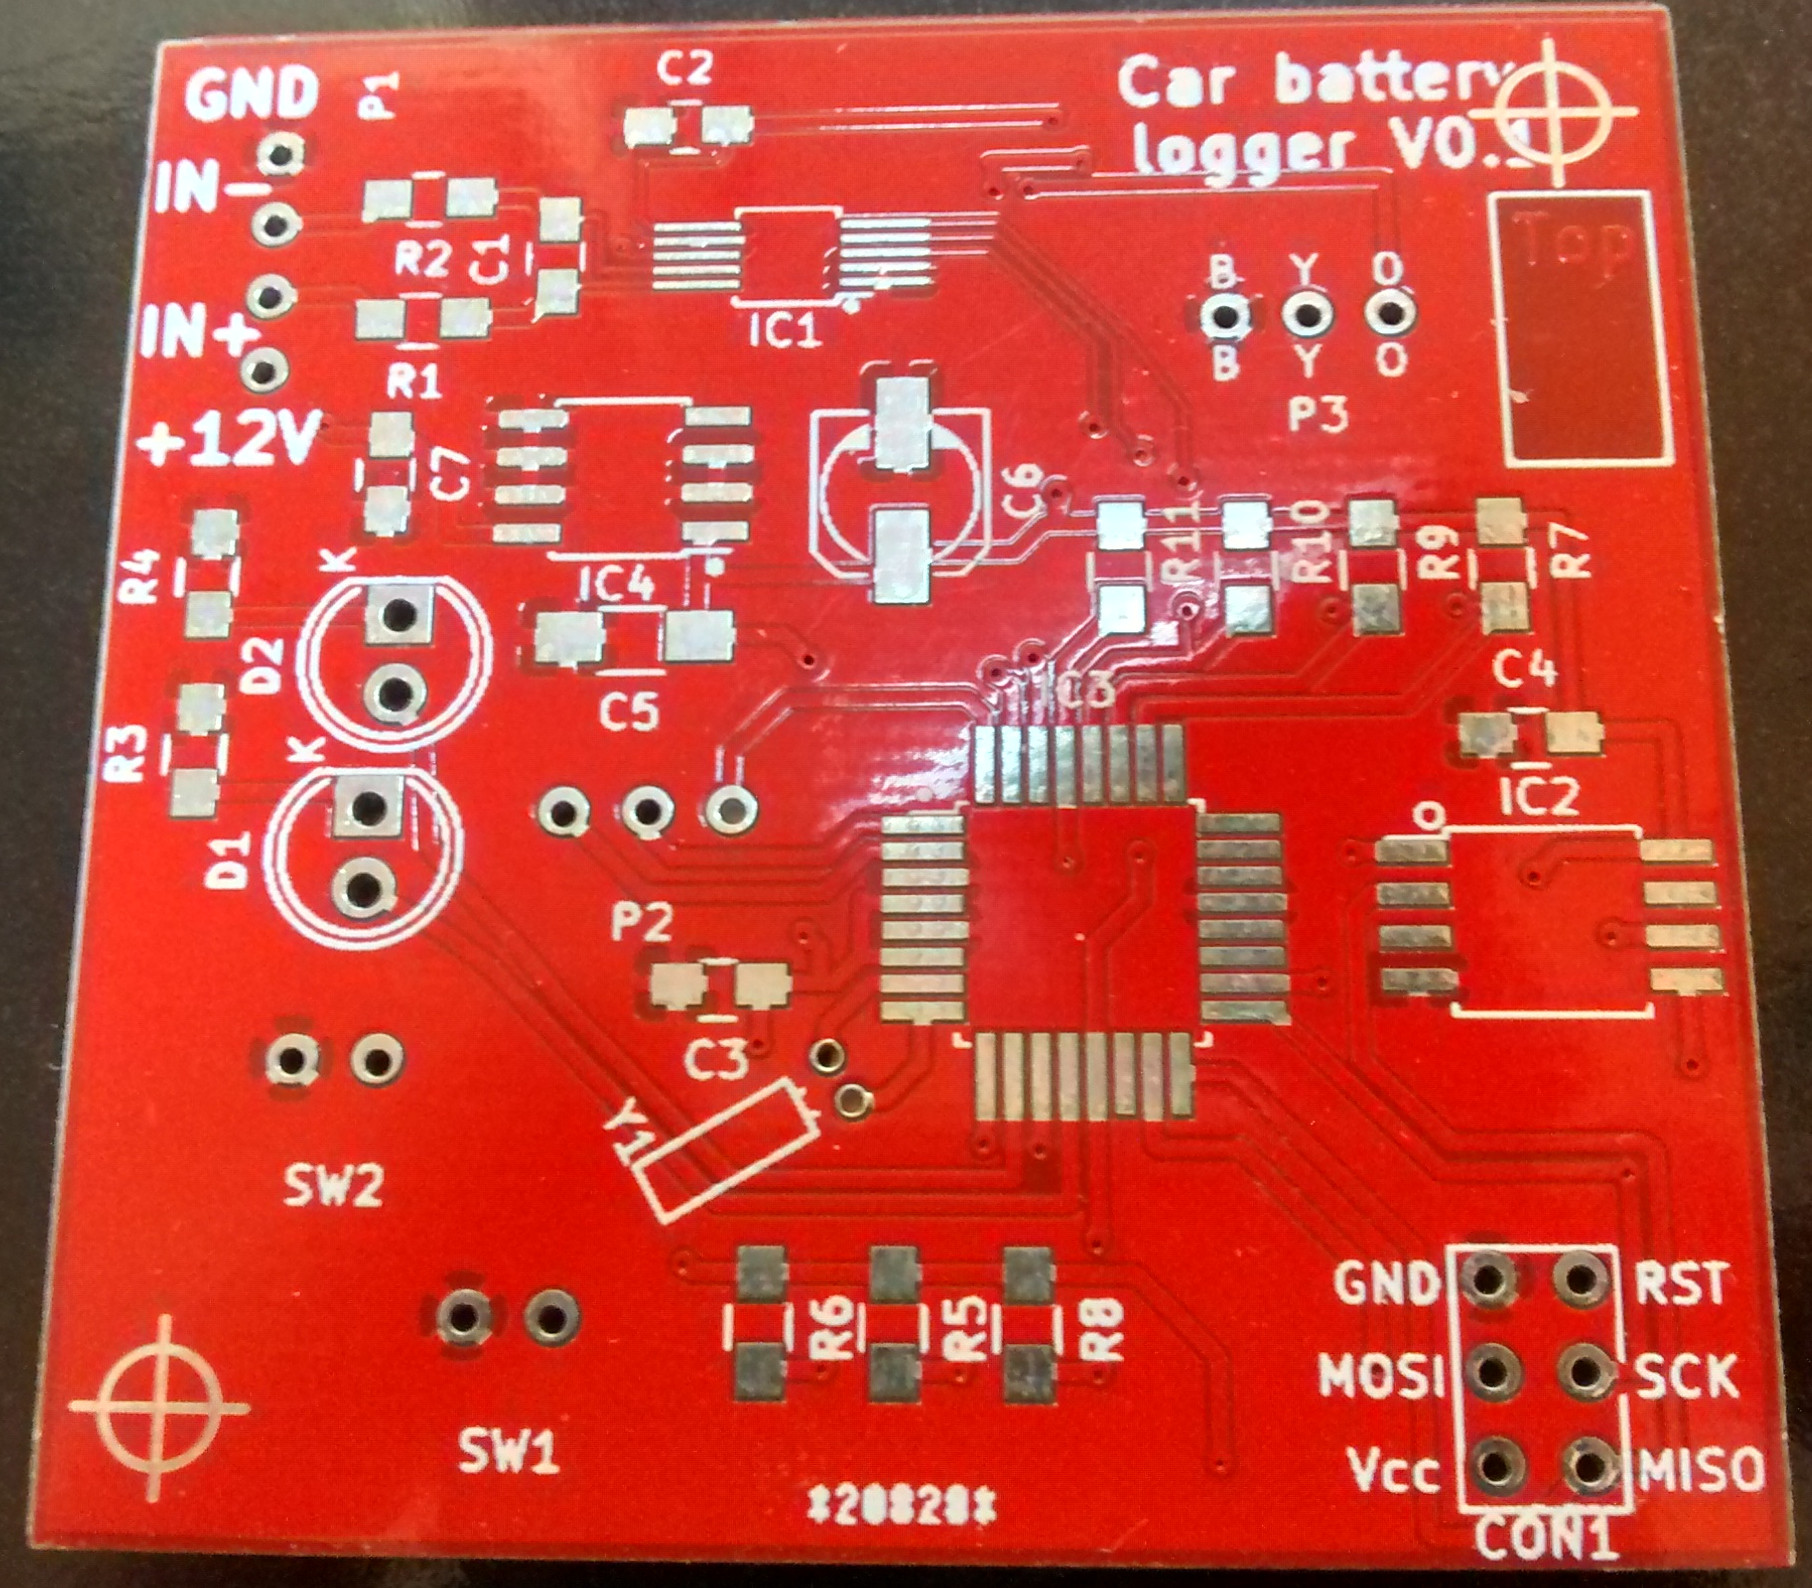 GND
P1
C2
Car battery
logger V0.1
IN-
R2
C1
IC1
Top
B Y O
B Y O
P3
IN+
R1
+12V
C7
C6
R11
R10
R9
R7
R4
K
IC4
D2
C5
C3
C4
R3
K
IC2
D1
P2
C3
Y1
SW2
R6
R5
R8
GND
RST
MOSI
SCK
SW1
Vcc
MISO
*20820*
CON1